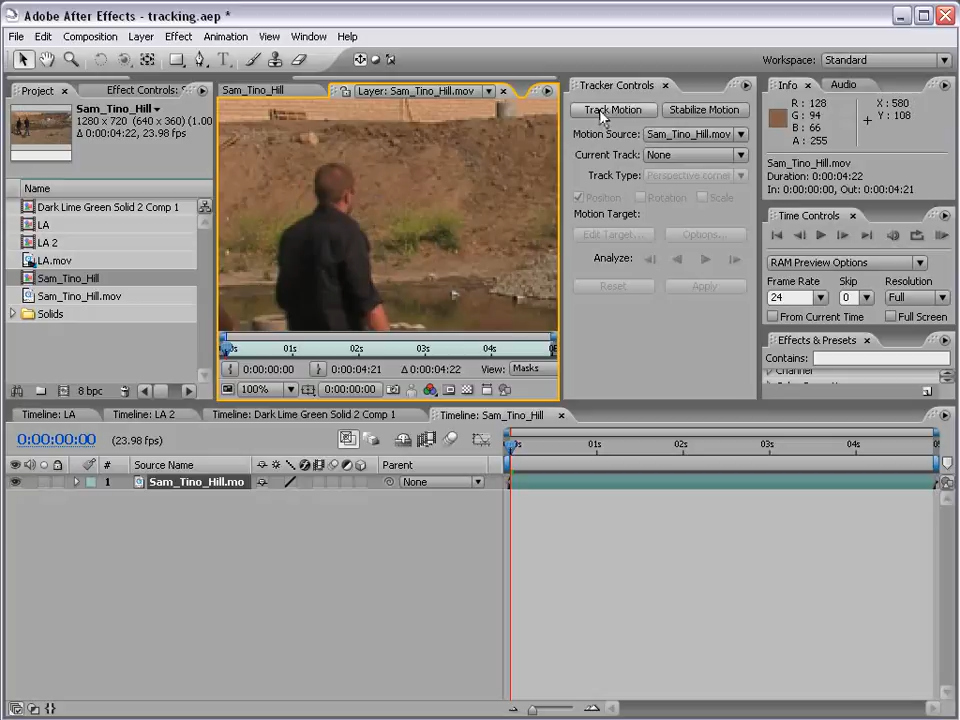 Adobe After Effects - tracking.aep *
File Edit Composition Layer Effect Animation View Window Help
Workspace: Standard
Project × Effect Controls:
Sam_Tino_Hill▼
1280 x 720 (640 x 360) (1.00
Δ 0:00:04:22, 23.98 fps
Name
Dark Lime Green Solid 2 Comp 1
LA
LA 2
LA.mov
Sam_Tino_Hill
Sam_Tino_Hill.mov
Solids
8 bpc
Sam_Tino_Hill Layer: Sam_Tino_Hill.mov
01s 02s 03s 04s
0:00:00:00 0:00:04:21 Δ 0:00:04:22 View: Masks
100% 0:00:00:00
Tracker Controls ×
Track Motion Stabilize Motion
Motion Source: Sam_Tino_Hill.mov
Current Track: None
Track Type: Perspective corner
Position Rotation Scale
Motion Target:
Edit Target... Options...
Analyze:
Reset Apply
Info × Audio
R : 128 X : 580
G : 94 Y : 108
B : 66
A : 255
Sam_Tino_Hill.mov
Duration: 0:00:04:22
In: 0:00:00:00, Out: 0:00:04:21
Time Controls ×
RAM Preview Options
Frame Rate Skip Resolution
24 0 Full
From Current Time Full Screen
Effects & Presets ×
Contains:
Channel
Timeline: LA Timeline: LA 2 Timeline: Dark Lime Green Solid 2 Comp 1 Timeline: Sam_Tino_Hill ×
0:00:00:00 (23.98 fps)
01s 02s 03s 04s
# Source Name Parent
1 Sam_Tino_Hill.mo None